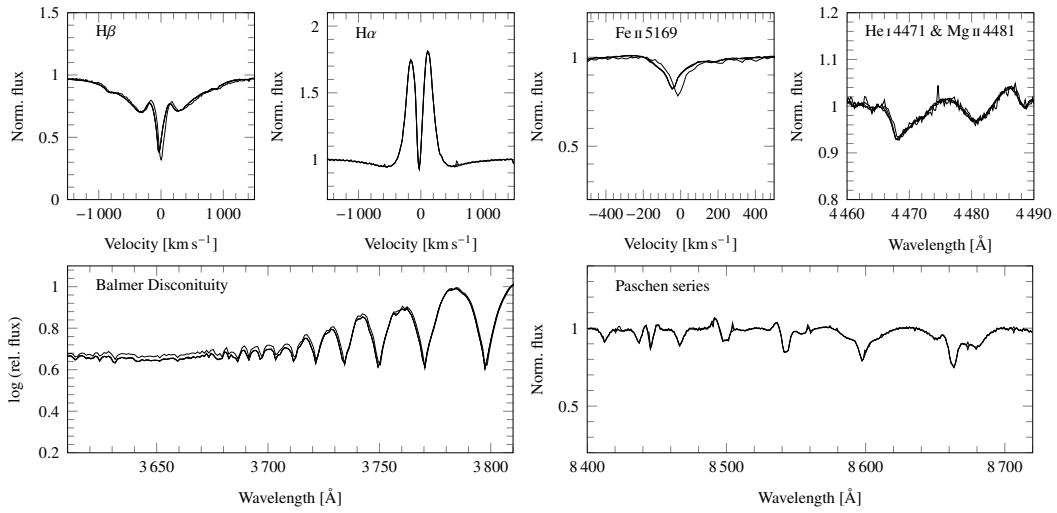 Hβ
Norm. flux
1.5
1
0.5
0
−1 000
0
1 000
Velocity [km s−1]
Hα
Norm. flux
2
1.5
1
−1 000
0
1 000
Velocity [km s−1]
Fe II 5169
Norm. flux
1
0.5
−400
−200
0
200
400
Velocity [km s−1]
He I 4471 & Mg II 4481
Norm. flux
1.2
1.1
1
0.9
0.8
4 460
4 470
4 480
4 490
Wavelength [Å]
Balmer Disconituity
log (rel. flux)
1
0.8
0.6
0.4
0.2
3 650
3 700
3 750
3 800
Wavelength [Å]
Paschen series
Norm. flux
1
0.5
8 400
8 500
8 600
8 700
Wavelength [Å]